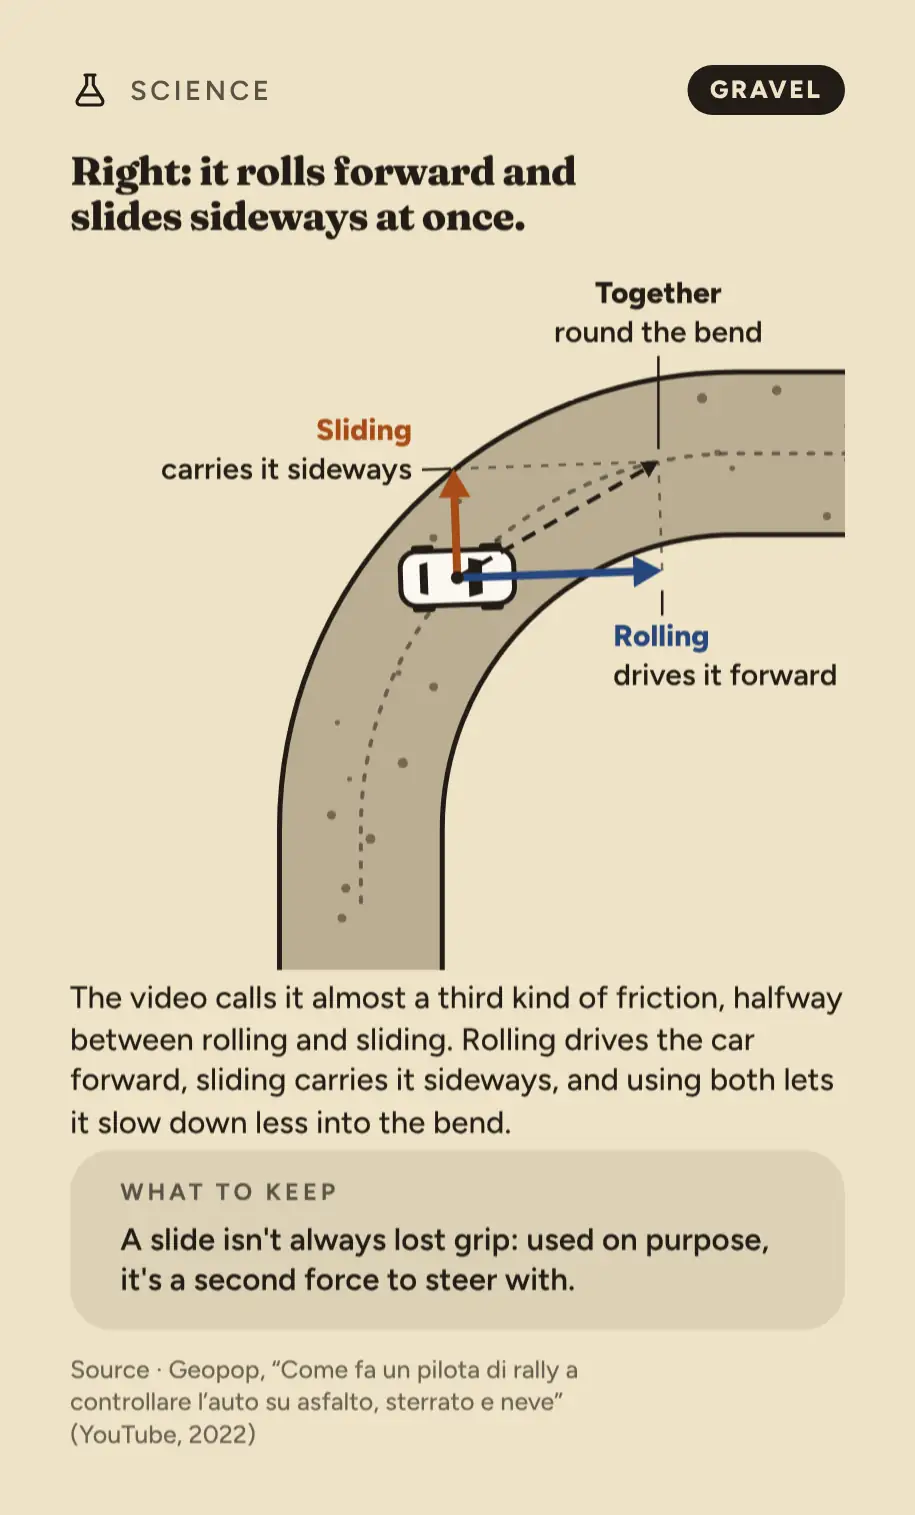 SCIENCE
GRAVEL
Right: it rolls forward and
slides sideways at once.
Together
round the bend
Sliding
carries it sideways
Rolling
drives it forward
The video calls it almost a third kind of friction, halfway
between rolling and sliding. Rolling drives the car
forward, sliding carries it sideways, and using both lets
it slow down less into the bend.
WHAT TO KEEP
A slide isn't always lost grip: used on purpose,
it's a second force to steer with.
Source · Geopop, “Come fa un pilota di rally a
controllare l’auto su asfalto, sterrato e neve”
(YouTube, 2022)